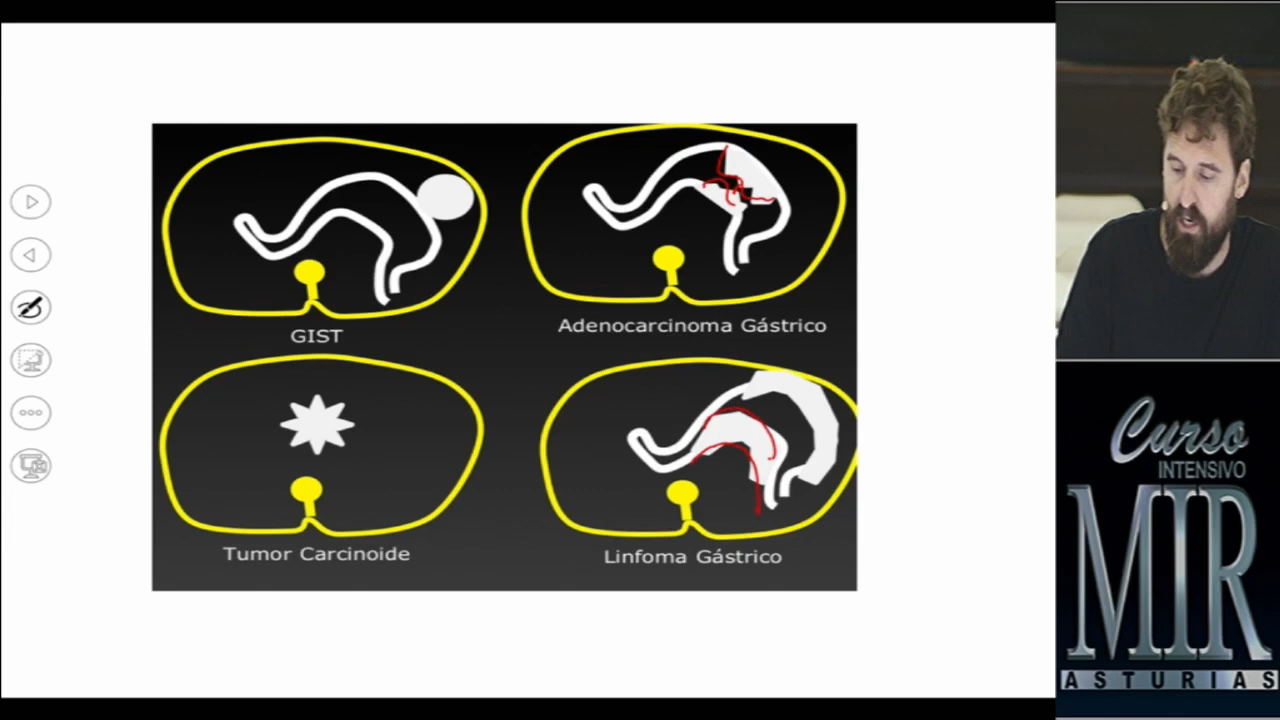 GIST
Adenocarcinoma Gástrico
Tumor Carcinoide
Linfoma Gástrico
Curso
INTENSIVO
MIR
ASTURIAS